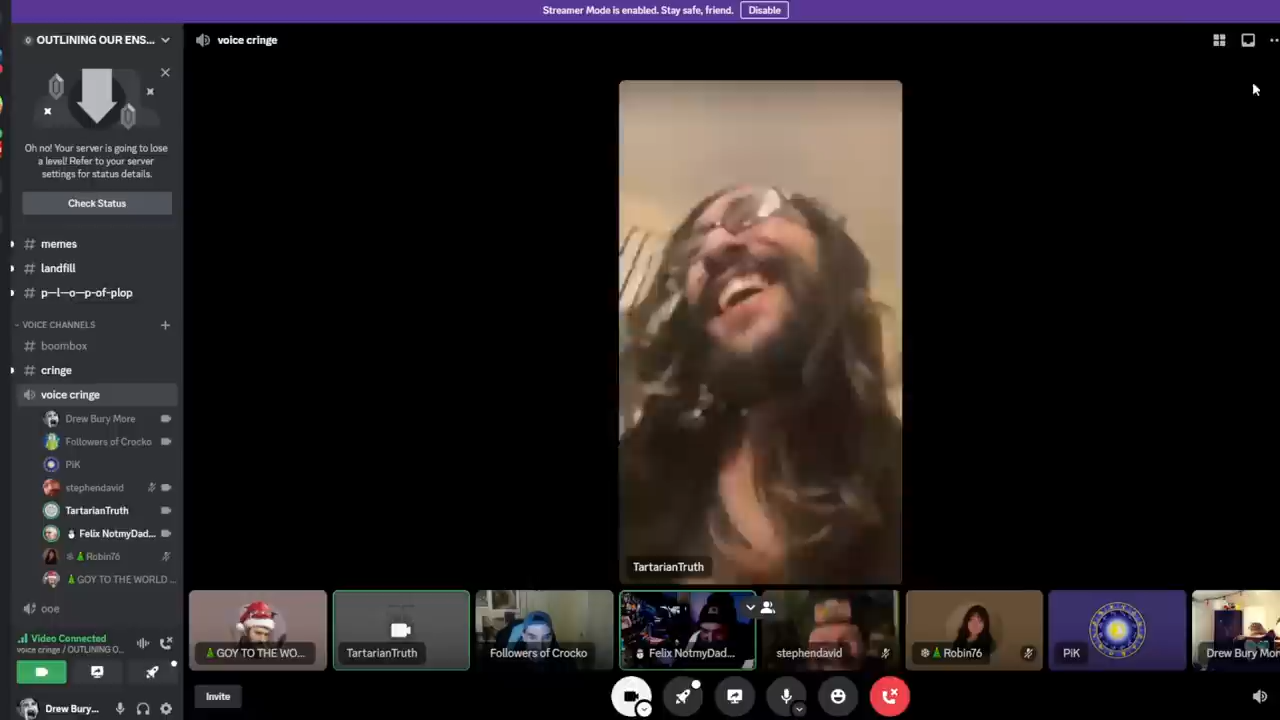 Streamer Mode is enabled. Stay safe, friend. Disable
OUTLINING OUR ENS...
voice cringe
Oh no! Your server is going to lose
a level! Refer to your server
settings for status details.
Check Status
memes
landfill
p—l—o—p-of-plop
VOICE CHANNELS
boombox
cringe
voice cringe
Drew Bury More
Followers of Crocko
PiK
stephendavid
TartarianTruth
Felix NotmyDad...
Robin76
GOY TO THE WORLD ...
ooe
Video Connected
voice cringe / OUTLINING O...
Drew Bury...
TartarianTruth
GOY TO THE WO...
TartarianTruth
Followers of Crocko
Felix NotmyDad...
stephendavid
Robin76
PiK
Drew Bury Mor
Invite